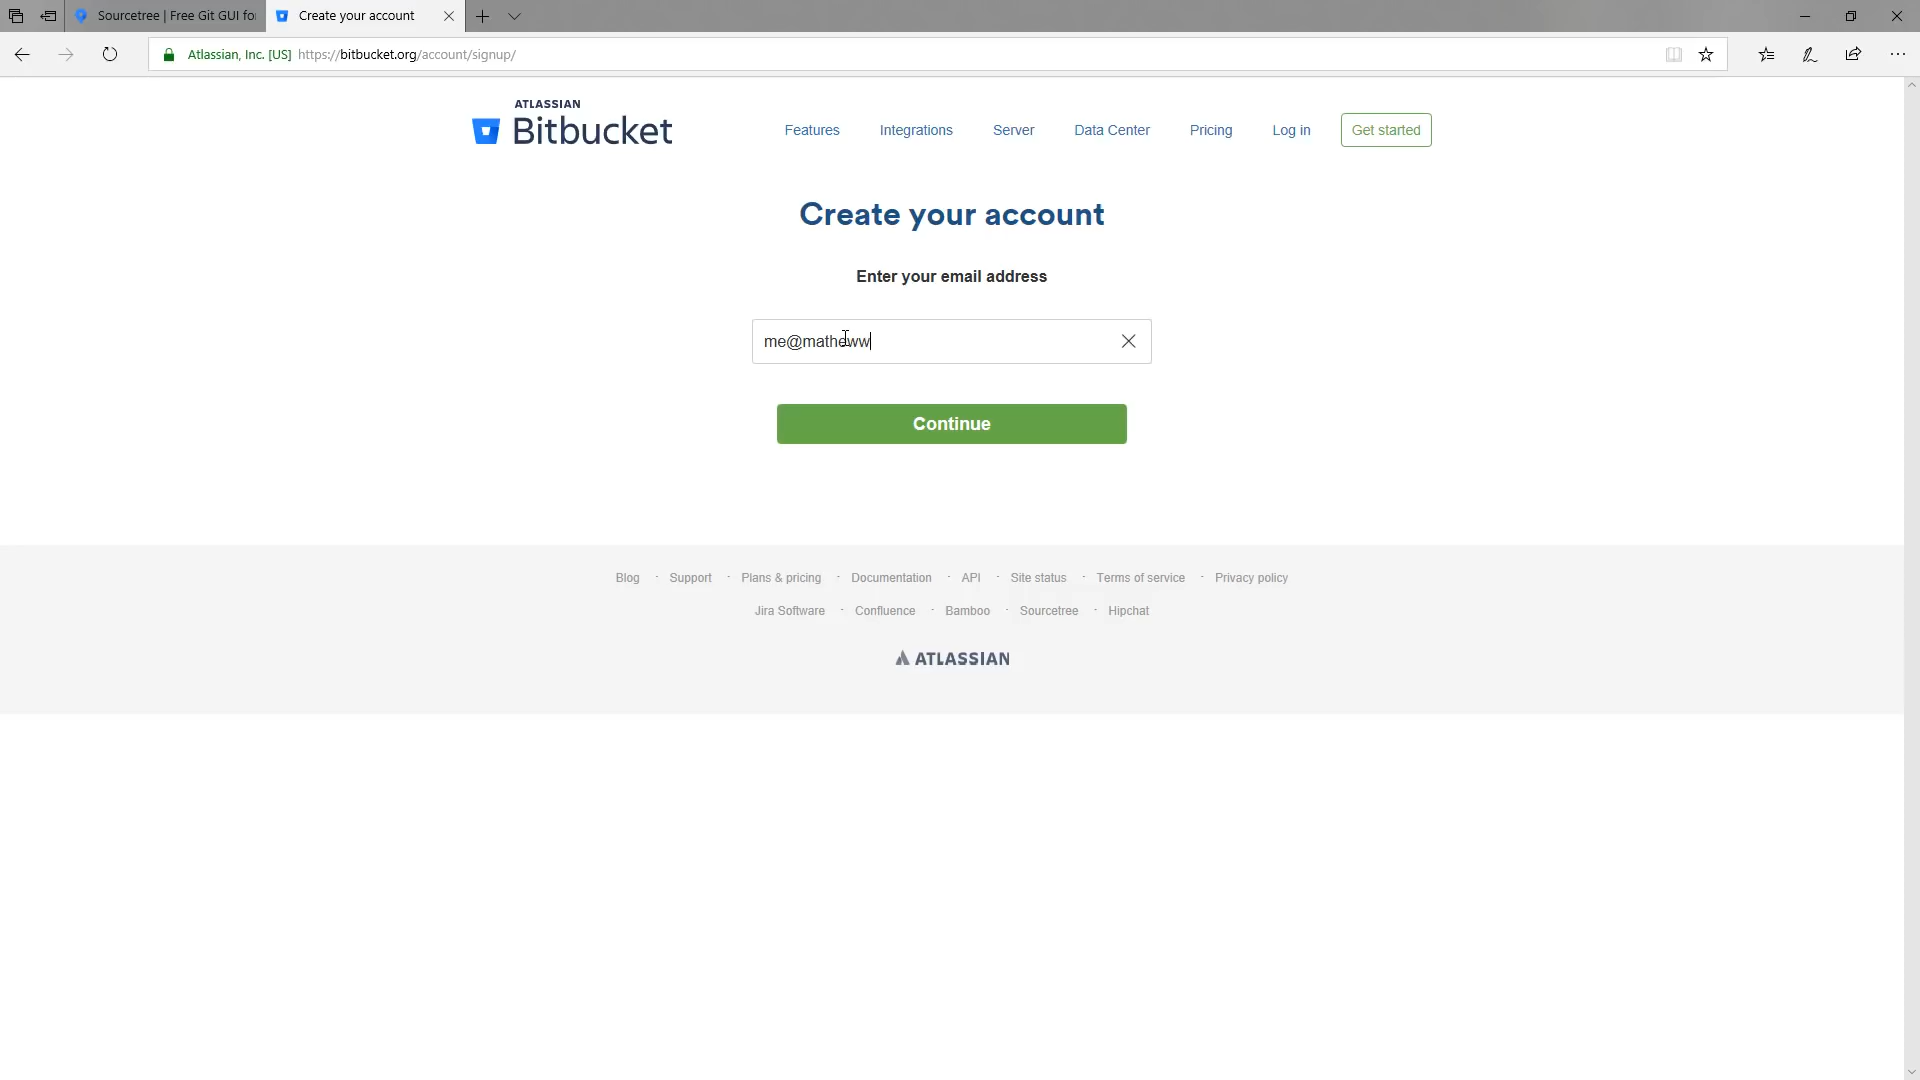 Sourcetree | Free Git GUI fo
Create your account
Atlassian, Inc. [US] https://bitbucket.org/account/signup/
ATLASSIAN
Bitbucket
Features Integrations Server Data Center Pricing Log in Get started
Create your account
Enter your email address
me@matheww
Continue
Blog · Support · Plans & pricing · Documentation · API · Site status · Terms of service · Privacy policy
Jira Software · Confluence · Bamboo · Sourcetree · Hipchat
ATLASSIAN